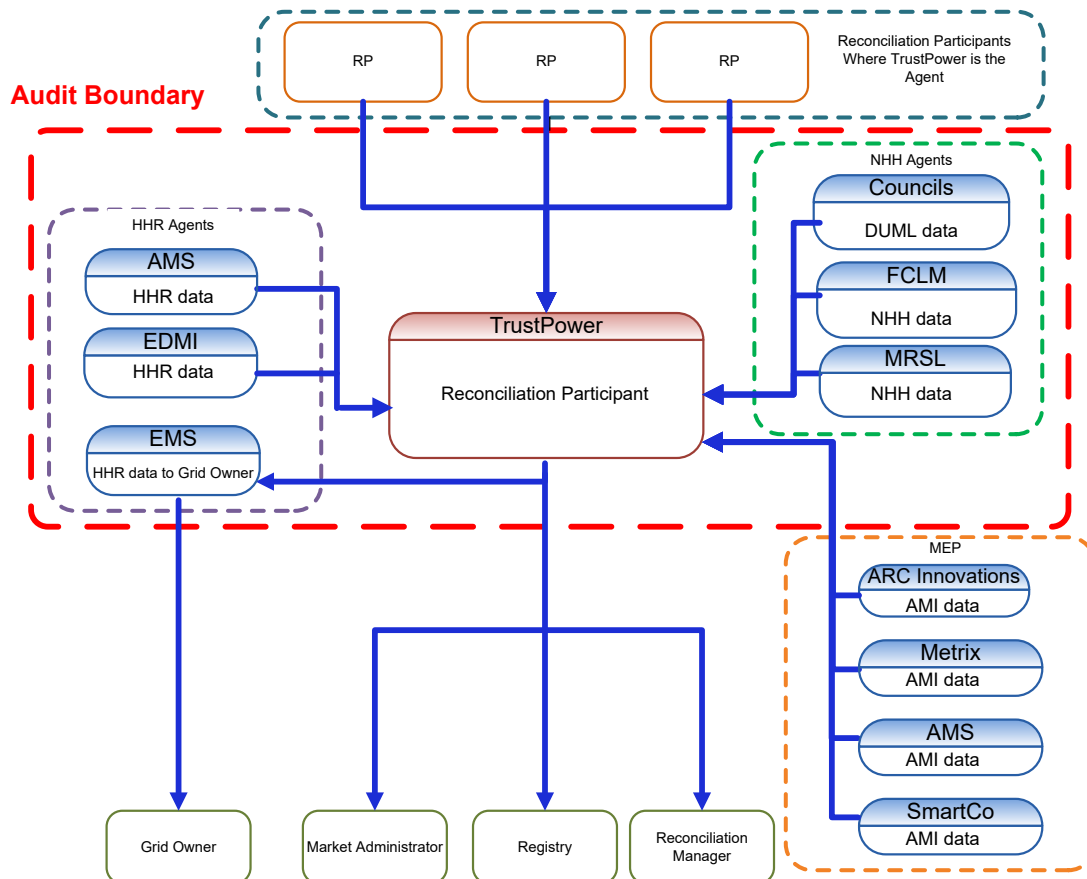 RP
RP
RP
Reconciliation Participants
Where TrustPower is the
Agent
Audit Boundary
HHR Agents
AMS
HHR data
EDMI
HHR data
EMS
HHR data to Grid Owner
TrustPower
Reconciliation Participant
NHH Agents
Councils
DUML data
FCLM
NHH data
MRSL
NHH data
MEP
ARC Innovations
AMI data
Metrix
AMI data
AMS
AMI data
SmartCo
AMI data
Grid Owner
Market Administrator
Registry
Reconciliation
Manager